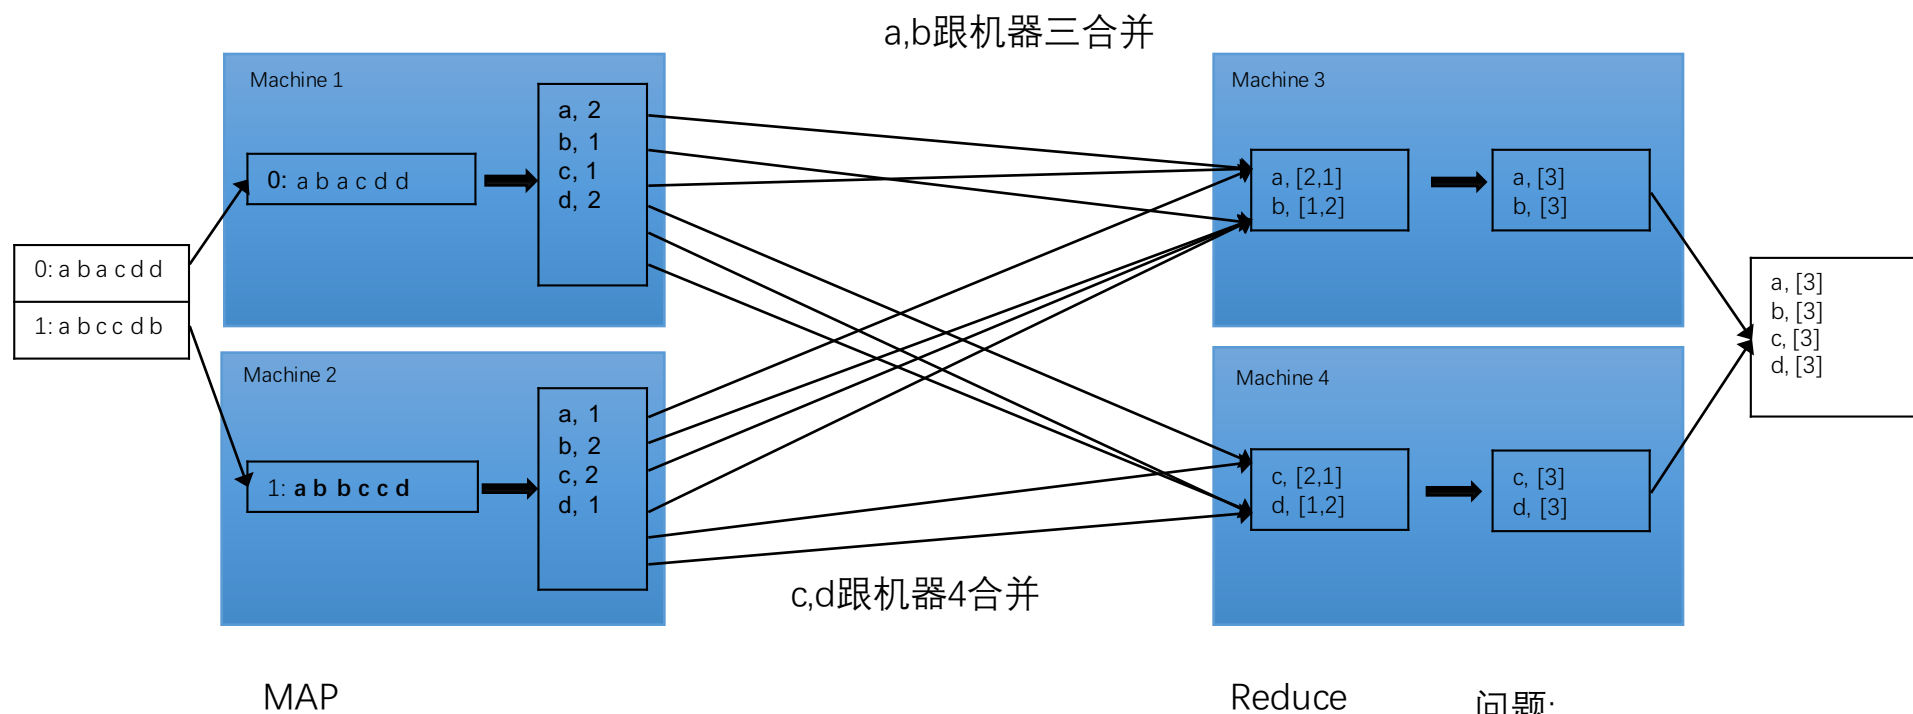 a,b跟机器三合并
Machine 1
a, 2
b, 1
c, 1
d, 2
0: a b a c d d
0: a b a c d d
1: a b c c d b
Machine 2
a, 1
b, 2
c, 2
d, 1
1: a b b c c d
Machine 3
a, [2,1]
b, [1,2]
a, [3]
b, [3]
Machine 4
c, [2,1]
d, [1,2]
c, [3]
d, [3]
a, [3]
b, [3]
c, [3]
d, [3]
c,d跟机器4合并
MAP
Reduce
问题: